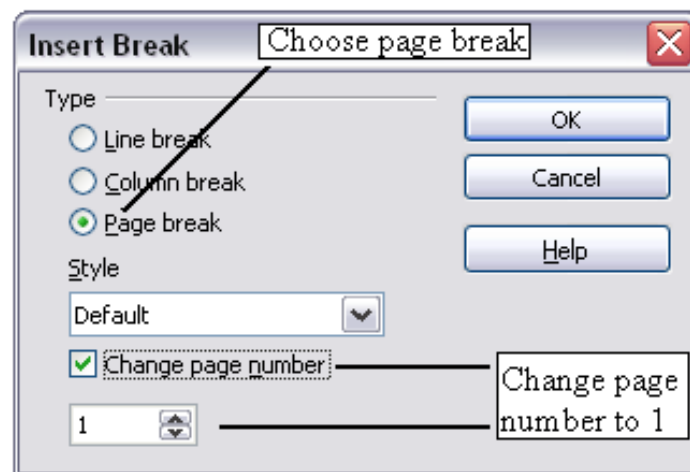 Insert Break
Choose page break
Type
Line break
Column break
Page break
OK
Cancel
Help
Style
Default
Change page number
1
Change page
number to 1